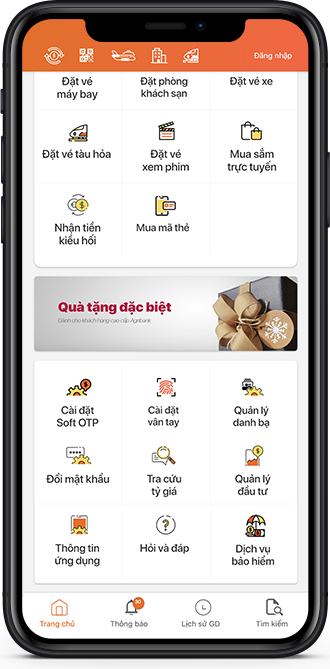 Đăng nhập
Đặt vé
máy bay
Đặt phòng
khách sạn
Đặt vé xe
Đặt vé tàu hỏa
Đặt vé
xem phim
Mua sắm
trực tuyến
Nhận tiền
kiều hối
Mua mã thẻ
Quà tặng đặc biệt
Dành cho khách hàng cao cấp Agribank
Cài đặt
Soft OTP
Cài đặt
vân tay
Quản lý
danh bạ
Đổi mật khẩu
Tra cứu
tỷ giá
Quản lý
đầu tư
Thông tin
ứng dụng
Hỏi và đáp
Dịch vụ
bảo hiểm
Trang chủ
Thông báo
Lịch sử GD
Tìm kiếm